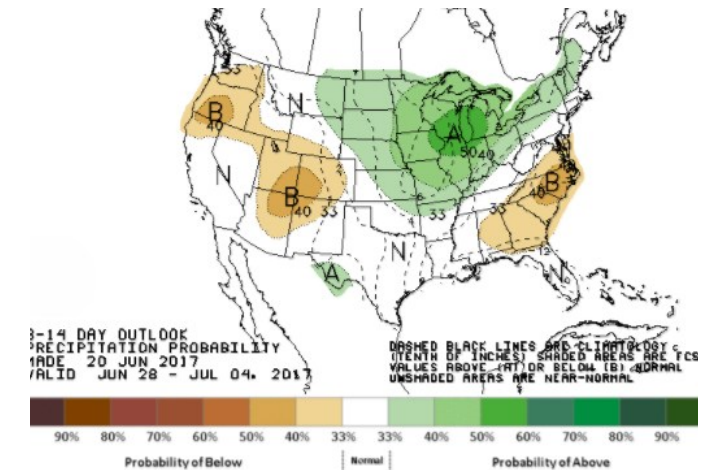 33
N
B
40
A
5040
N
B
40 33
33
33
B
40
N
A
N
12
8-14 DAY OUTLOOK
PRECIPITATION PROBABILITY
MADE 20 JUN 2017
VALID JUN 28 - JUL 04, 2017
DASHED BLACK LINES ARE CLIMATOLOGY
(TENTH OF INCHES) SHADED AREAS ARE FCS
VALUES ABOVE (A) OR BELOW (B) NORMAL
UNSHADED AREAS ARE NEAR-NORMAL
90% 80% 70% 60% 50% 40% 33% 33% 40% 50% 60% 70% 80% 90%
Probability of Below Normal Probability of Above